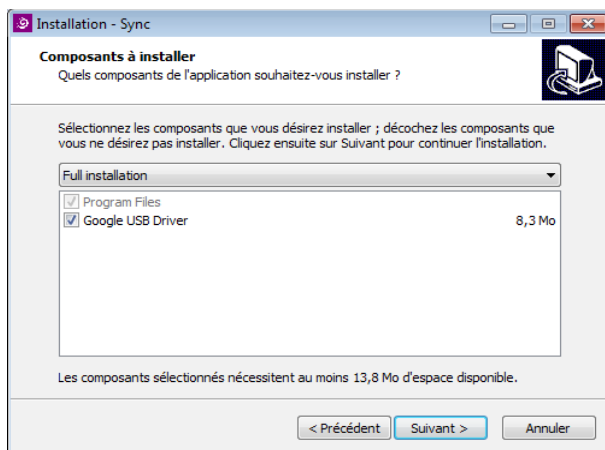 Installation - Sync
Composants à installer
Quels composants de l'application souhaitez-vous installer ?
Sélectionnez les composants que vous désirez installer ; décochez les composants que
vous ne désirez pas installer. Cliquez ensuite sur Suivant pour continuer l'installation.
Full installation
Program Files
Google USB Driver 8,3 Mo
Les composants sélectionnés nécessitent au moins 13,8 Mo d'espace disponible.
< Précédent Suivant > Annuler